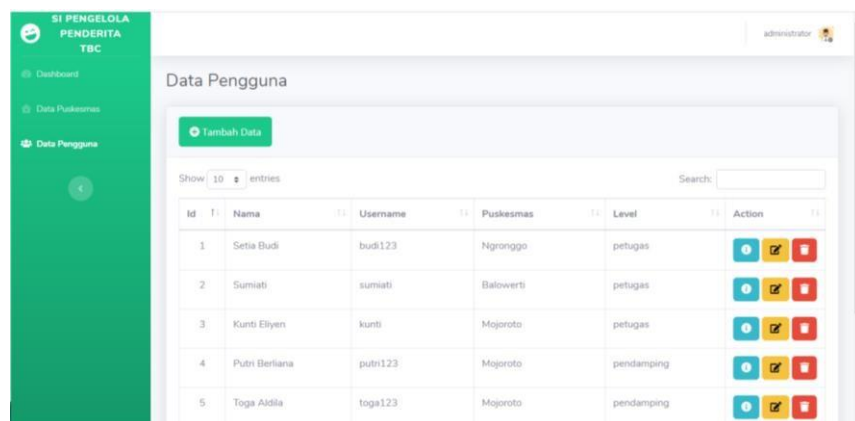 SI PENGELOLA
PENDERITA
TBC
administrator
Dashboard
Data Puskesmas
Data Pengguna
Data Pengguna
Tambah Data
Show 10 entries
Search:
Id Nama Username Puskesmas Level Action
1 Setia Budi budi123 Ngronggo petugas
2 Sumiati sumiati Balowerti petugas
3 Kunti Eliyen kunti Mojoroto petugas
4 Putri Berliana putri123 Mojoroto pendamping
5 Toga Aldila toga123 Mojoroto pendamping